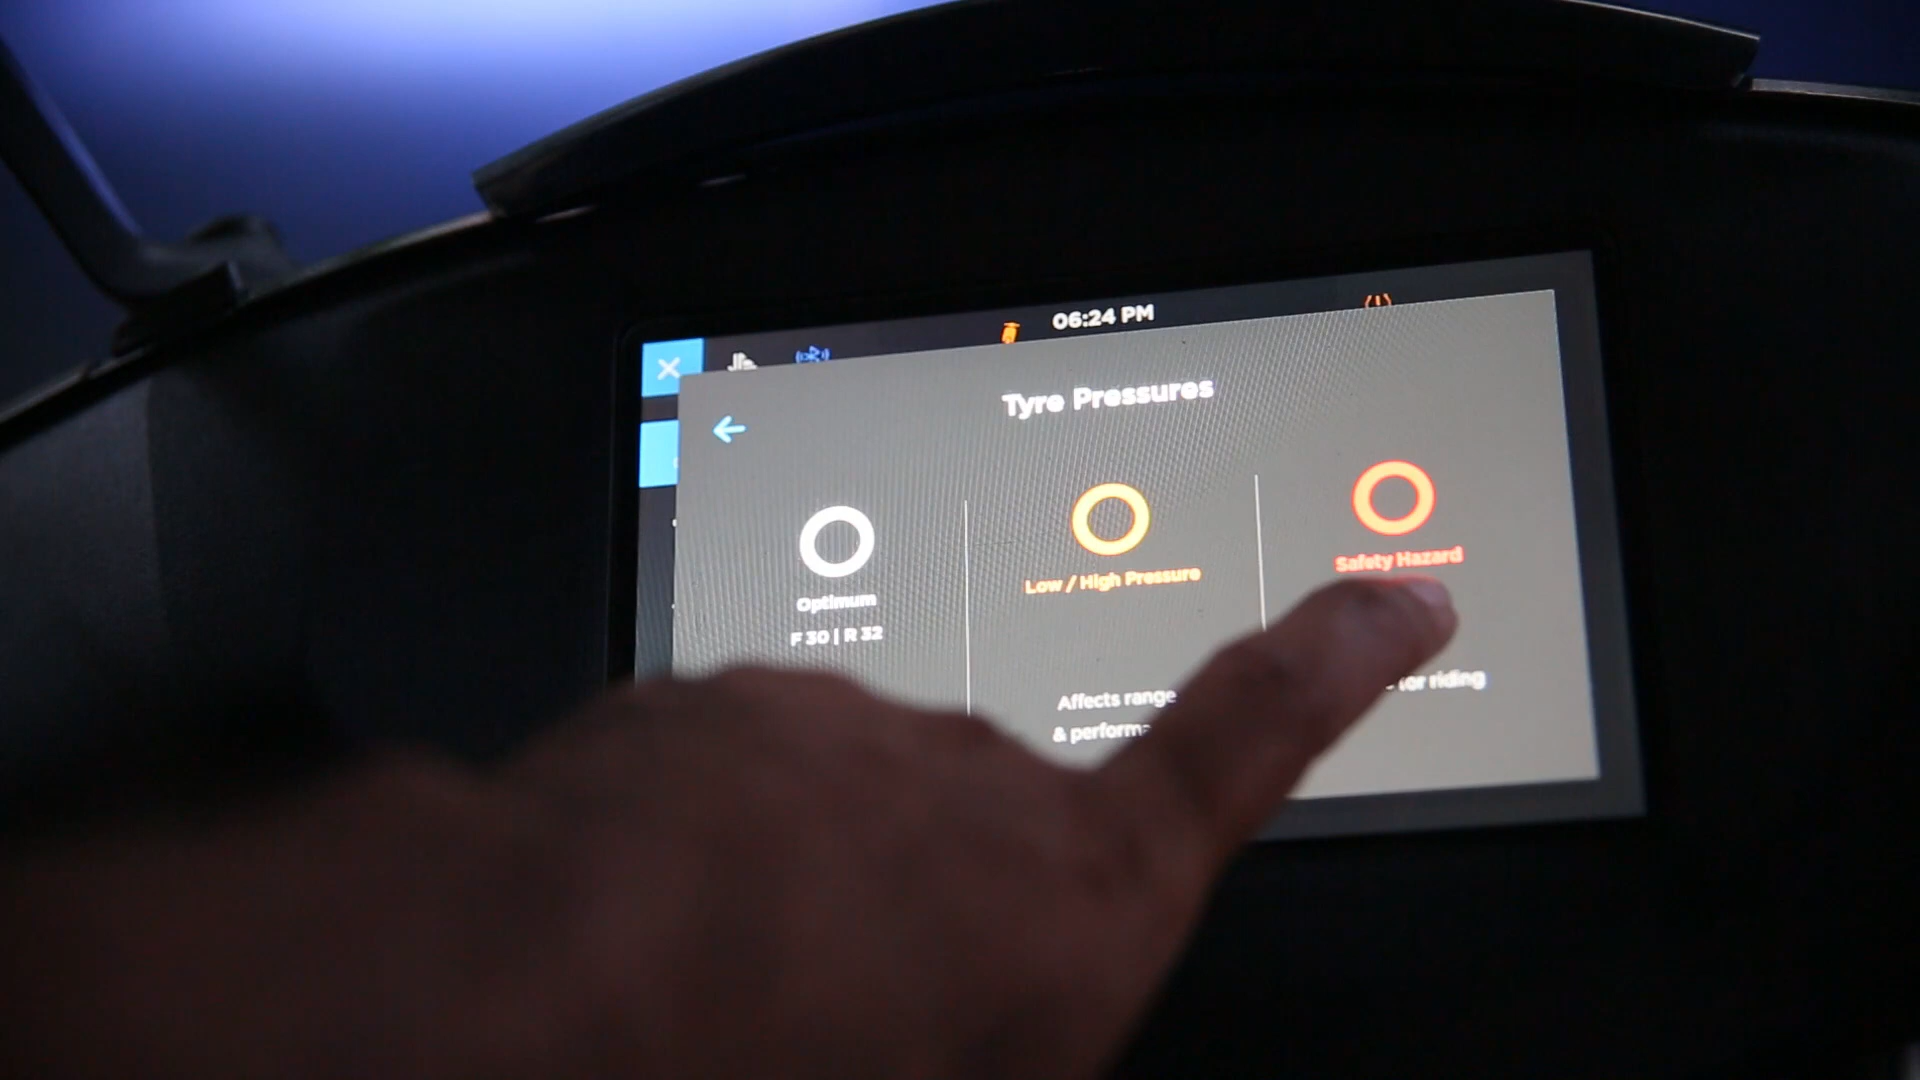 06:24 PM
Tyre Pressures
Optimum
F 30 | R 32
Low / High Pressure
Affects range
&
Safety Hazard
for riding